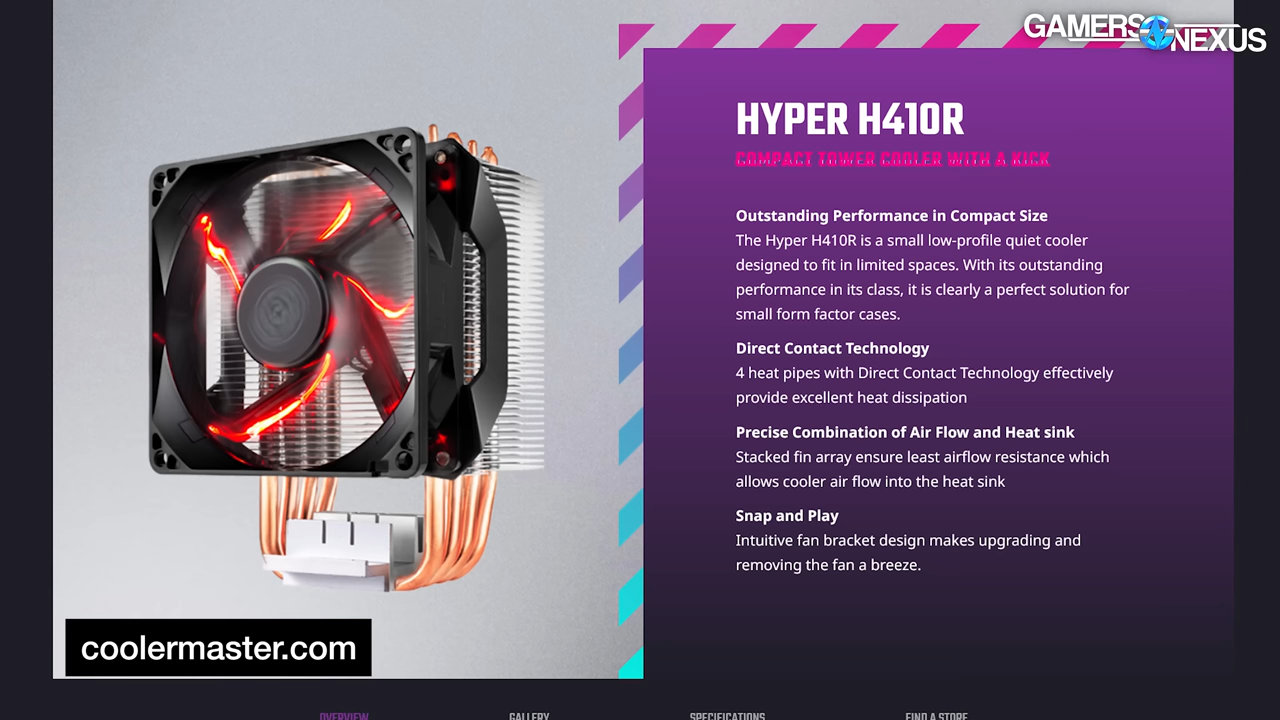 GAMERS NEXUS
HYPER H410R
COMPACT TOWER COOLER WITH A KICK
Outstanding Performance in Compact Size
The Hyper H410R is a small low-profile quiet cooler
designed to fit in limited spaces. With its outstanding
performance in its class, it is clearly a perfect solution for
small form factor cases.
Direct Contact Technology
4 heat pipes with Direct Contact Technology effectively
provide excellent heat dissipation
Precise Combination of Air Flow and Heat sink
Stacked fin array ensure least airflow resistance which
allows cooler air flow into the heat sink
Snap and Play
Intuitive fan bracket design makes upgrading and
removing the fan a breeze.
coolermaster.com
OVERVIEW GALLERY SPECIFICATIONS FIND A STORE